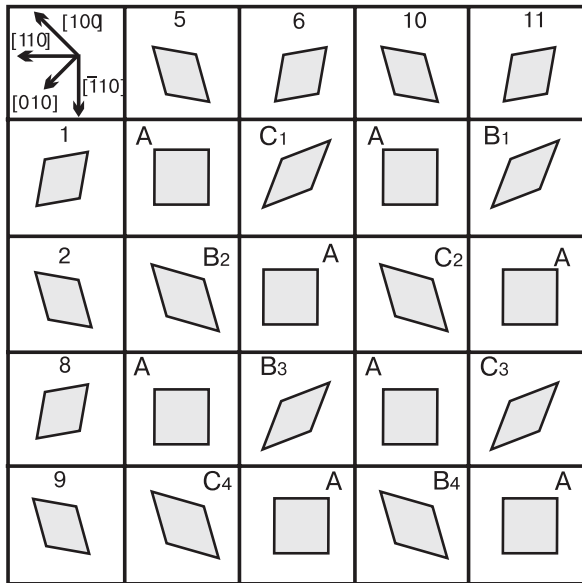 [100] 5 6 10 11
[110]
[010] [1̄10]
1 A C₁ A B₁
2 B₂ A C₂ A
8 A B₃ A C₃
9 C₄ A B₄ A